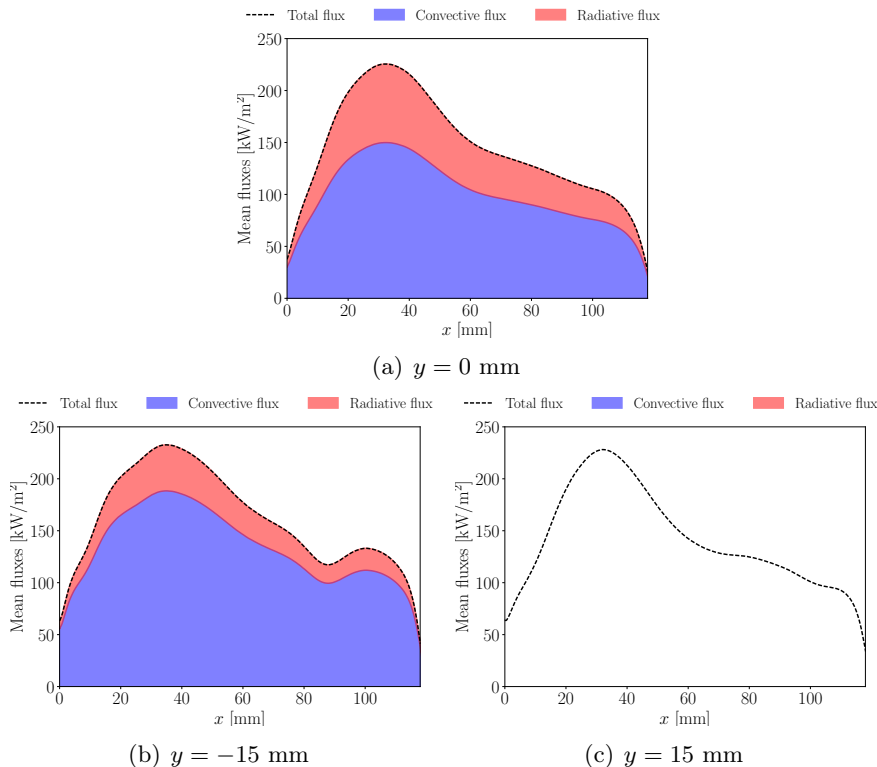 Total flux Convective flux Radiative flux
250
200
150
100
50
0
Mean fluxes [kW/m²]
0 20 40 60 80 100
x [mm]
(a) y = 0 mm
Total flux Convective flux Radiative flux
250
200
150
100
50
0
Mean fluxes [kW/m²]
0 20 40 60 80 100
x [mm]
(b) y = −15 mm
Total flux Convective flux Radiative flux
250
200
150
100
50
0
Mean fluxes [kW/m²]
0 20 40 60 80 100
x [mm]
(c) y = 15 mm